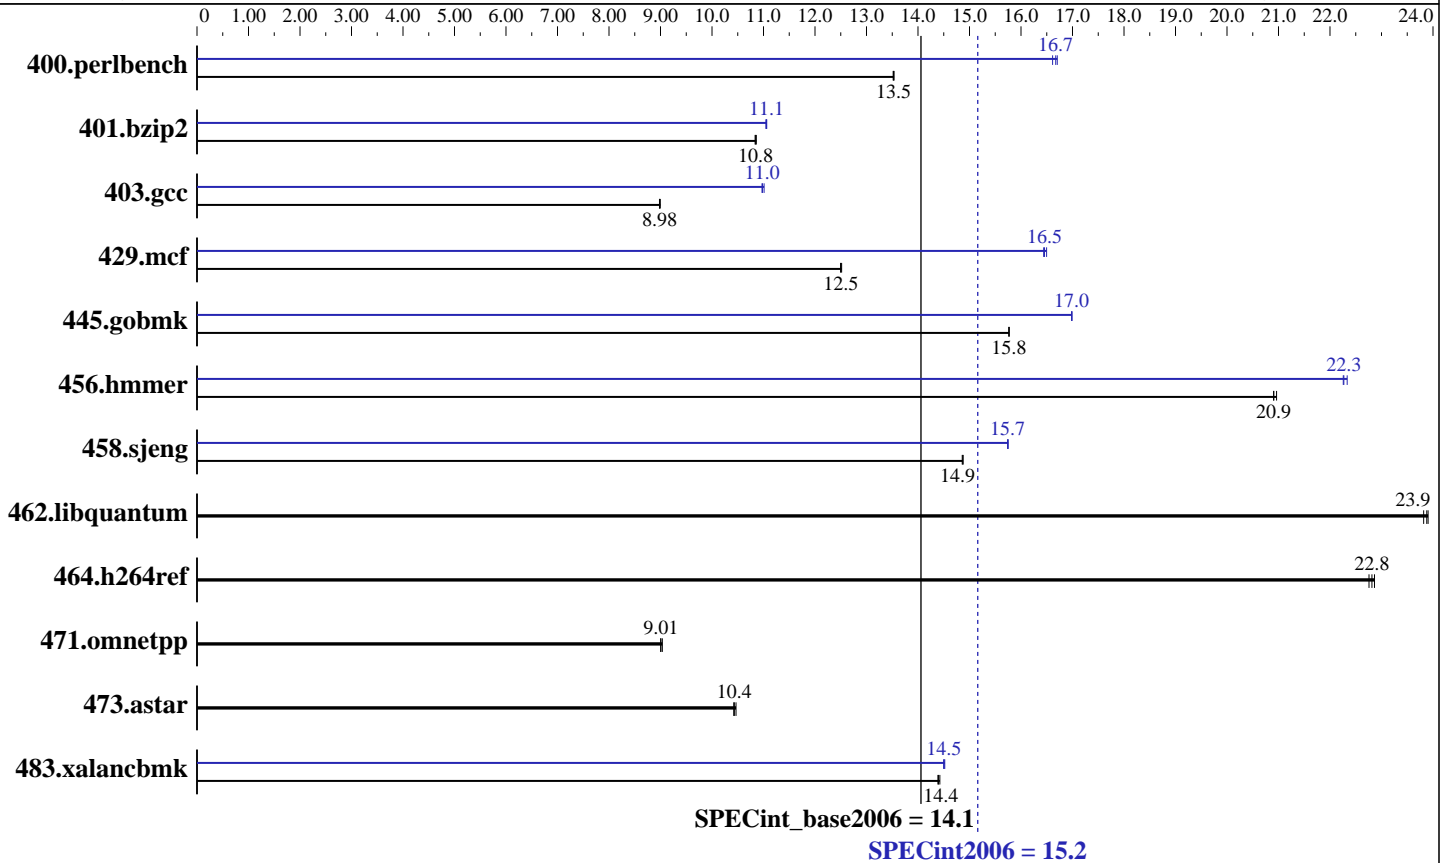 0 1.00 2.00 3.00 4.00 5.00 6.00 7.00 8.00 9.00 10.0 11.0 12.0 13.0 14.0 15.0 16.0 17.0 18.0 19.0 20.0 21.0 22.0 24.0
16.7
400.perlbench
13.5
11.1
401.bzip2
10.8
11.0
403.gcc
8.98
16.5
429.mcf
12.5
17.0
445.gobmk
15.8
22.3
456.hmmer
20.9
15.7
458.sjeng
14.9
23.9
462.libquantum
22.8
464.h264ref
9.01
471.omnetpp
10.4
473.astar
14.5
483.xalancbmk
14.4
SPECint_base2006 = 14.1
SPECint2006 = 15.2